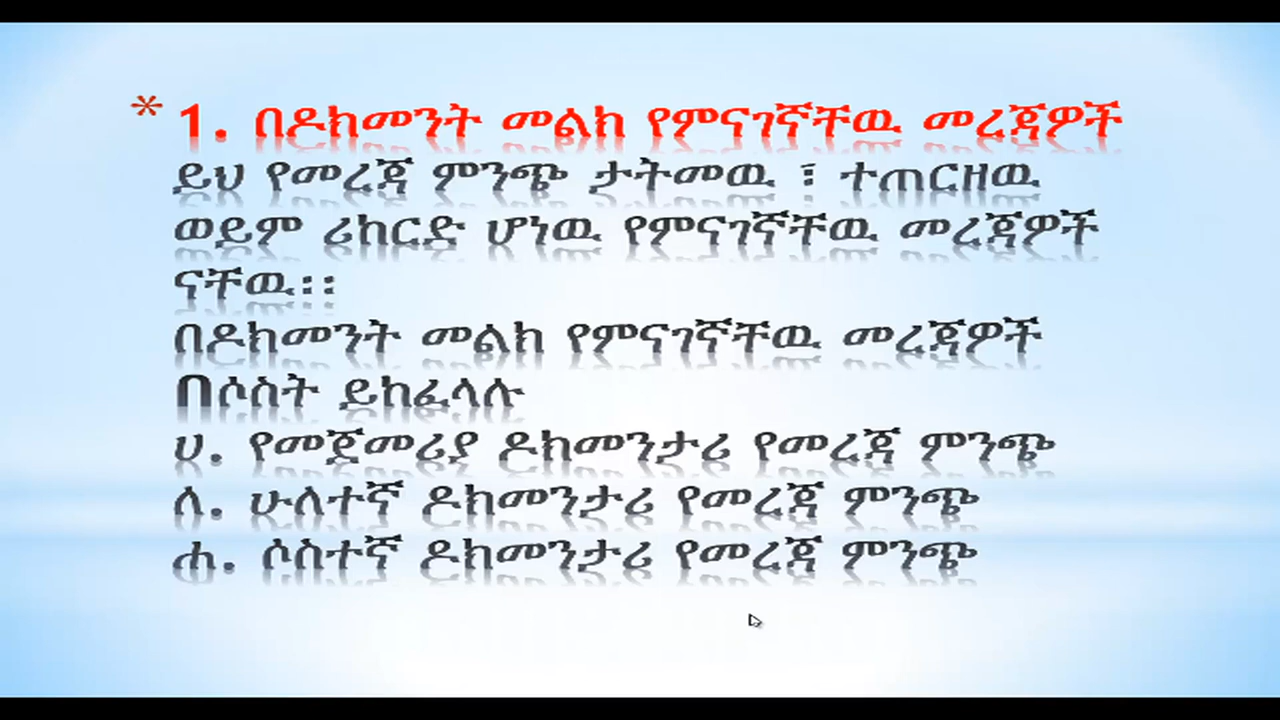 * 1. በዶክመንት መልክ የምናገኛቸዉ መረጃዎች
ይህ የመረጃ ምንጭ ታትመዉ ፣ ተጠርዘዉ
ወይም ሪከርድ ሆነዉ የምናገኛቸዉ መረጃዎች
ናቸዉ፡፡
በዶክመንት መልክ የምናገኛቸዉ መረጃዎች
በሶስት ይከፈላሉ
ሀ. የመጀመሪያ ዶክመንታሪ የመረጃ ምንጭ
ለ. ሁለተኛ ዶክመንታሪ የመረጃ ምንጭ
ሐ. ሶስተኛ ዶክመንታሪ የመረጃ ምንጭ